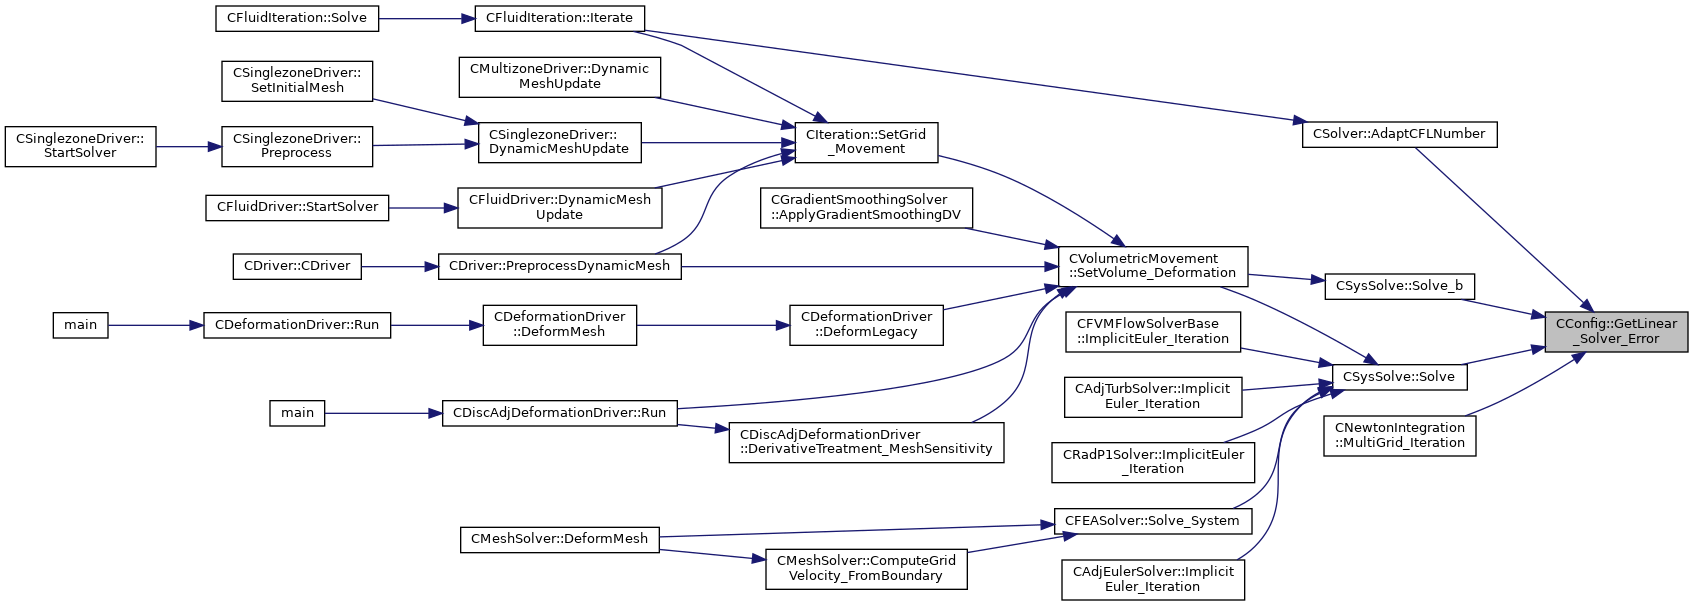 CFluidIteration::Solve
CFluidIteration::Iterate
CMultizoneDriver::Dynamic
MeshUpdate
CSinglezoneDriver::
SetInitialMesh
CSinglezoneDriver::
StartSolver
CSinglezoneDriver::
Preprocess
CSinglezoneDriver::
DynamicMeshUpdate
CIteration::SetGrid
_Movement
CSolver::AdaptCFLNumber
CFluidDriver::StartSolver
CFluidDriver::DynamicMesh
Update
CGradientSmoothingSolver
::ApplyGradientSmoothingDV
CDriver::CDriver
CDriver::PreprocessDynamicMesh
CVolumetricMovement
::SetVolume_Deformation
CSysSolve::Solve_b
main
CDeformationDriver::Run
CDeformationDriver
::DeformMesh
CDeformationDriver
::DeformLegacy
CFVMFlowSolverBase
::ImplicitEuler_Iteration
CConfig::GetLinear
_Solver_Error
CSysSolve::Solve
CAdjTurbSolver::Implicit
Euler_Iteration
main
CDiscAdjDeformationDriver::Run
CDiscAdjDeformationDriver
::DerivativeTreatment_MeshSensitivity
CNewtonIntegration
::MultiGrid_Iteration
CRadP1Solver::ImplicitEuler
_Iteration
CFEASolver::Solve_System
CMeshSolver::DeformMesh
CMeshSolver::ComputeGrid
Velocity_FromBoundary
CAdjEulerSolver::Implicit
Euler_Iteration